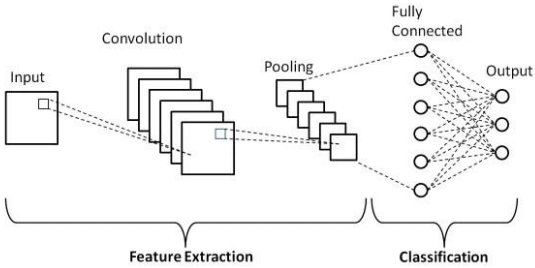 Input
Convolution
Pooling
Fully
Connected
Output
Feature Extraction
Classification